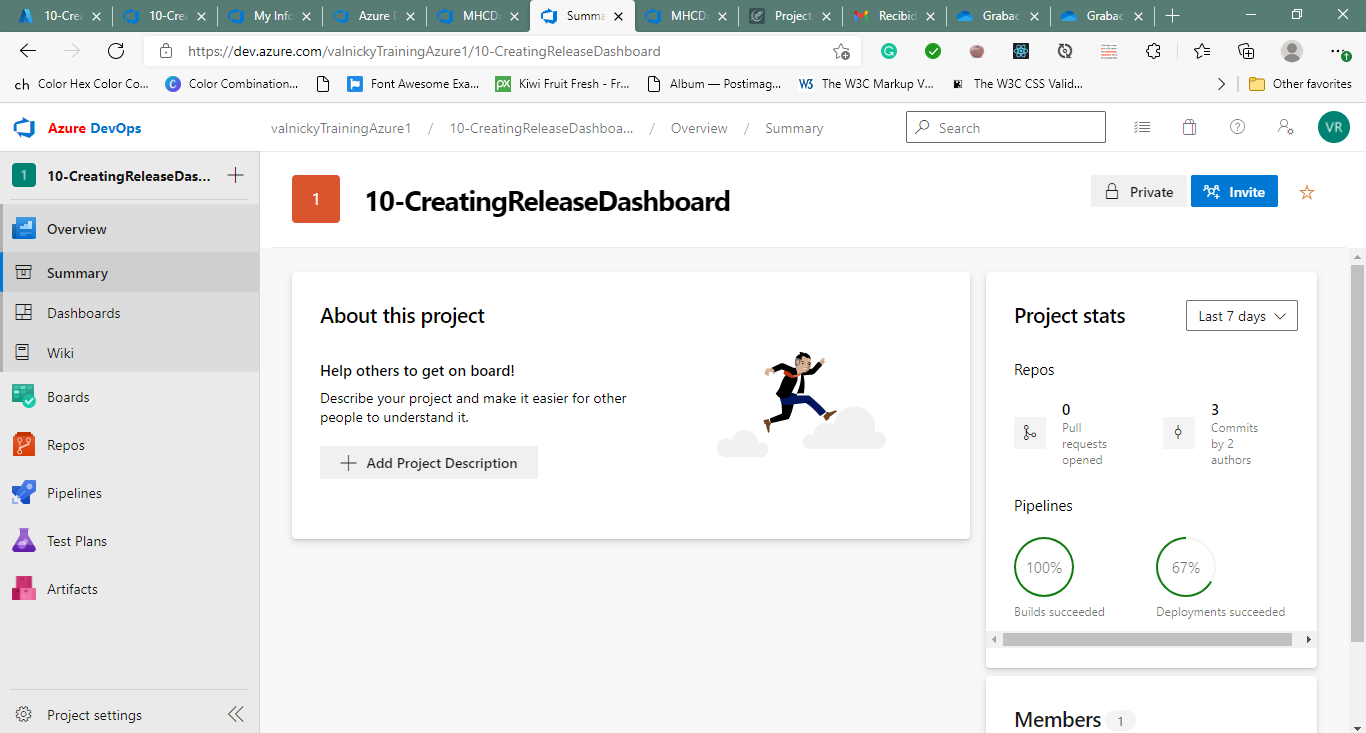 10-Crea
10-Crea
My Info
Azure D
MHCDo
Summa
MHCDo
Project
Recibid
Grabac
Grabac
https://dev.azure.com/valnickyTrainingAzure1/10-CreatingReleaseDashboard
ch Color Hex Color Co...
C Color Combination...
Font Awesome Exa...
px Kiwi Fruit Fresh - Fr...
Album — Postimag...
W3 The W3C Markup V...
The W3C CSS Valid...
Other favorites
Azure DevOps
valnickyTrainingAzure1 / 10-CreatingReleaseDashboa... / Overview / Summary
Search
VR
1 10-CreatingReleaseDas...
Overview
Summary
Dashboards
Wiki
Boards
Repos
Pipelines
Test Plans
Artifacts
Project settings
1
10-CreatingReleaseDashboard
Private
Invite
About this project
Help others to get on board!
Describe your project and make it easier for other
people to understand it.
Add Project Description
Project stats
Last 7 days
Repos
0
Pull
requests
opened
3
Commits
by 2
authors
Pipelines
100%
Builds succeeded
67%
Deployments succeeded
Members 1